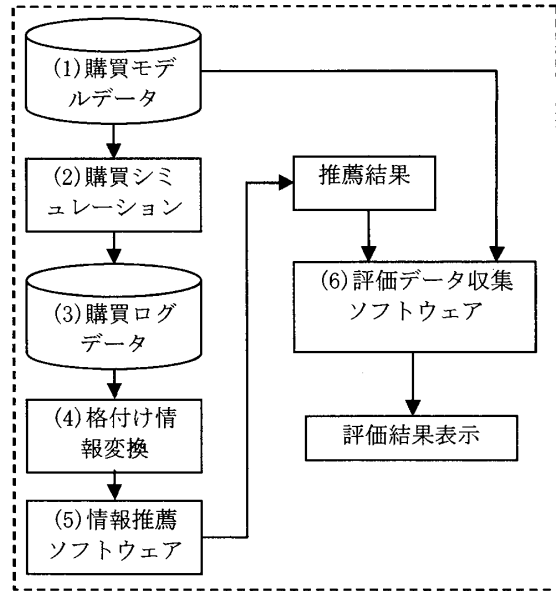 (1)購買モ
デルデータ
(2)購買シミ
ュレーション
(3)購買ログ
データ
(4)格付け情
報変換
(5)情報推薦
ソフトウェア
推薦結果
(6)評価データ収集
ソフトウェア
評価結果表示